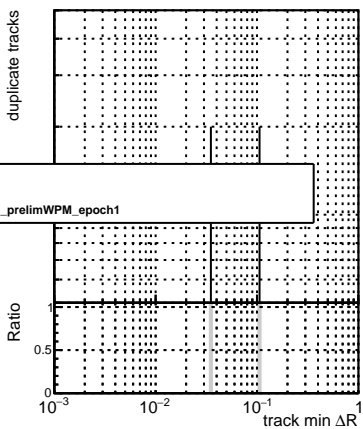 duplicate tracks
_prelimWPM_epoch1
Ratio
1
0.5
0
10⁻³ 10⁻² 10⁻¹ 1
track min ΔR